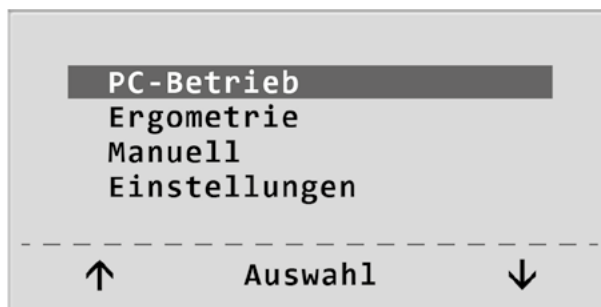 PC-Betrieb
Ergometrie
Manuell
Einstellungen
↑ Auswahl ↓